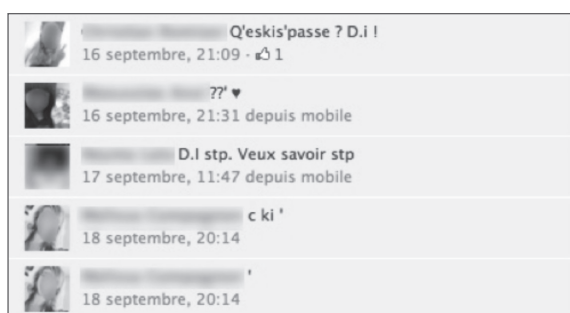 Q'eskis'passe ? D.i !
16 septembre, 21:09 · 1
??' ♥
16 septembre, 21:31 depuis mobile
D.I stp. Veux savoir stp
17 septembre, 11:47 depuis mobile
c ki '
18 septembre, 20:14
'
18 septembre, 20:14